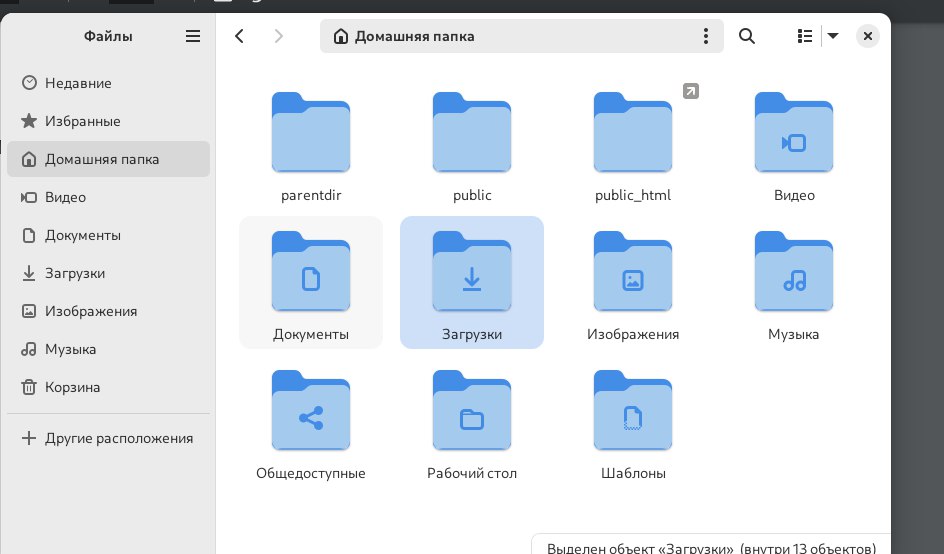 Файлы
Домашняя папка
Недавние
Избранные
Домашняя папка
Видео
Документы
Загрузки
Изображения
Музыка
Корзина
Другие расположения
parentdir
public
public_html
Видео
Документы
Загрузки
Изображения
Музыка
Общедоступные
Рабочий стол
Шаблоны
Выделен объект «Загрузки» (внутри 13 объектов)